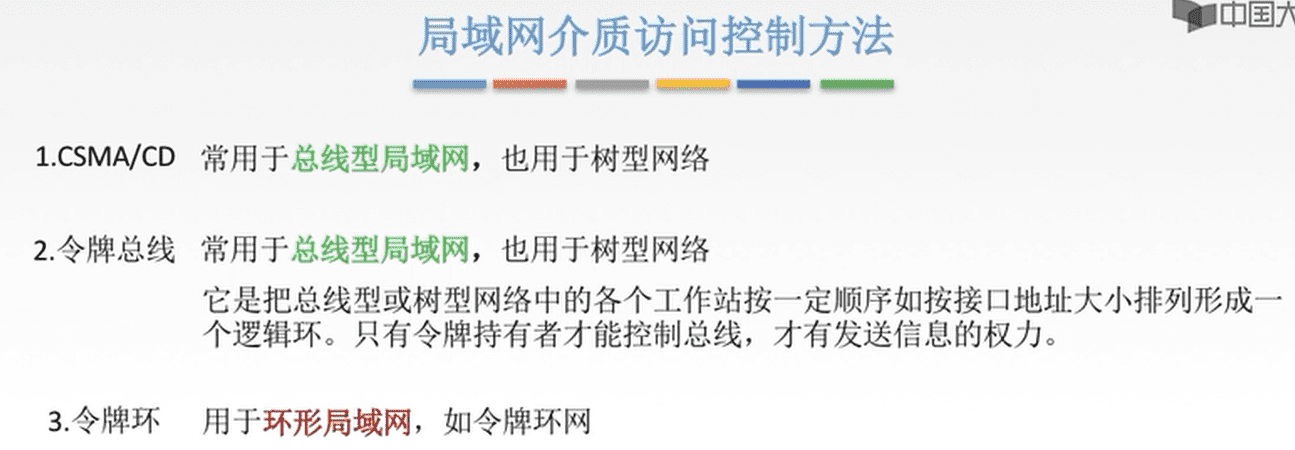 中国大
局域网介质访问控制方法
1.CSMA/CD 常用于总线型局域网，也用于树型网络
2.令牌总线 常用于总线型局域网，也用于树型网络
它是把总线型或树型网络中的各个工作站按一定顺序如按接口地址大小排列形成一
个逻辑环。只有令牌持有者才能控制总线，才有发送信息的权力。
3.令牌环 用于环形局域网，如令牌环网